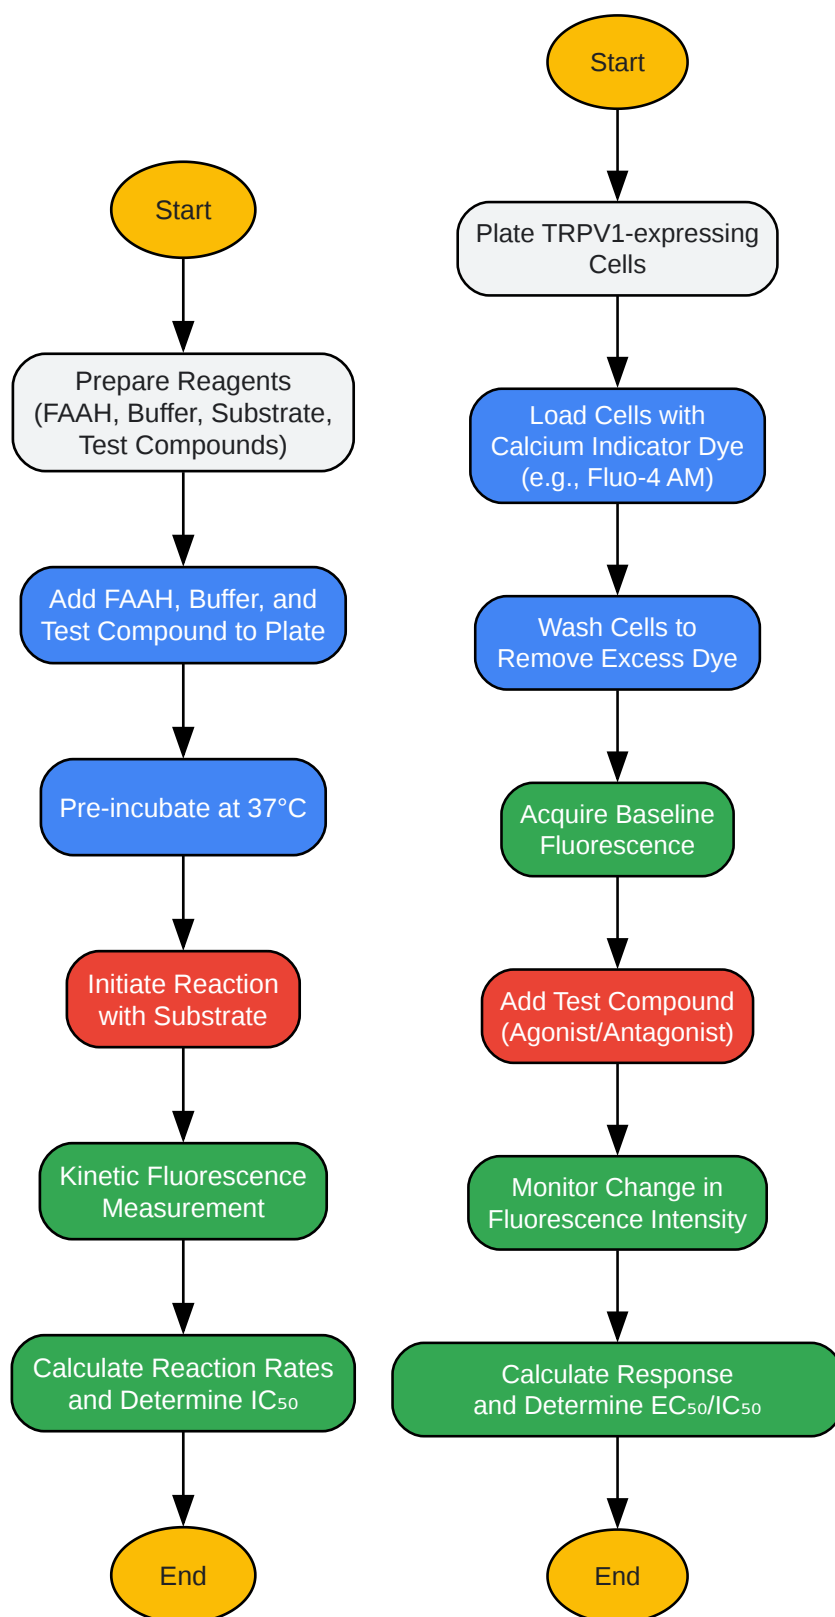 Start
Prepare Reagents
(FAAH, Buffer, Substrate,
Test Compounds)
Add FAAH, Buffer, and
Test Compound to Plate
Pre-incubate at 37°C
Initiate Reaction
with Substrate
Kinetic Fluorescence
Measurement
Calculate Reaction Rates
and Determine IC₅₀
End
Start
Plate TRPV1-expressing
Cells
Load Cells with
Calcium Indicator Dye
(e.g., Fluo-4 AM)
Wash Cells to
Remove Excess Dye
Acquire Baseline
Fluorescence
Add Test Compound
(Agonist/Antagonist)
Monitor Change in
Fluorescence Intensity
Calculate Response
and Determine EC₅₀/IC₅₀
End